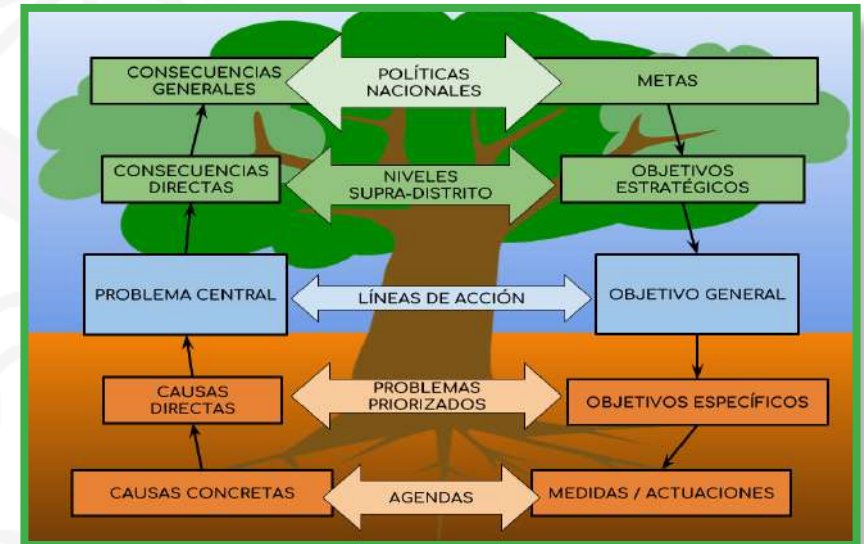 CONSECUENCIAS
GENERALES
POLÍTICAS
NACIONALES
METAS
CONSECUENCIAS
DIRECTAS
NIVELES
SUPRA-DISTRITO
OBJETIVOS
ESTRATÉGICOS
PROBLEMA CENTRAL
LÍNEAS DE ACCIÓN
OBJETIVO GENERAL
CAUSAS
DIRECTAS
PROBLEMAS
PRIORIZADOS
OBJETIVOS ESPECÍFICOS
CAUSAS CONCRETAS
AGENDAS
MEDIDAS / ACTUACIONES